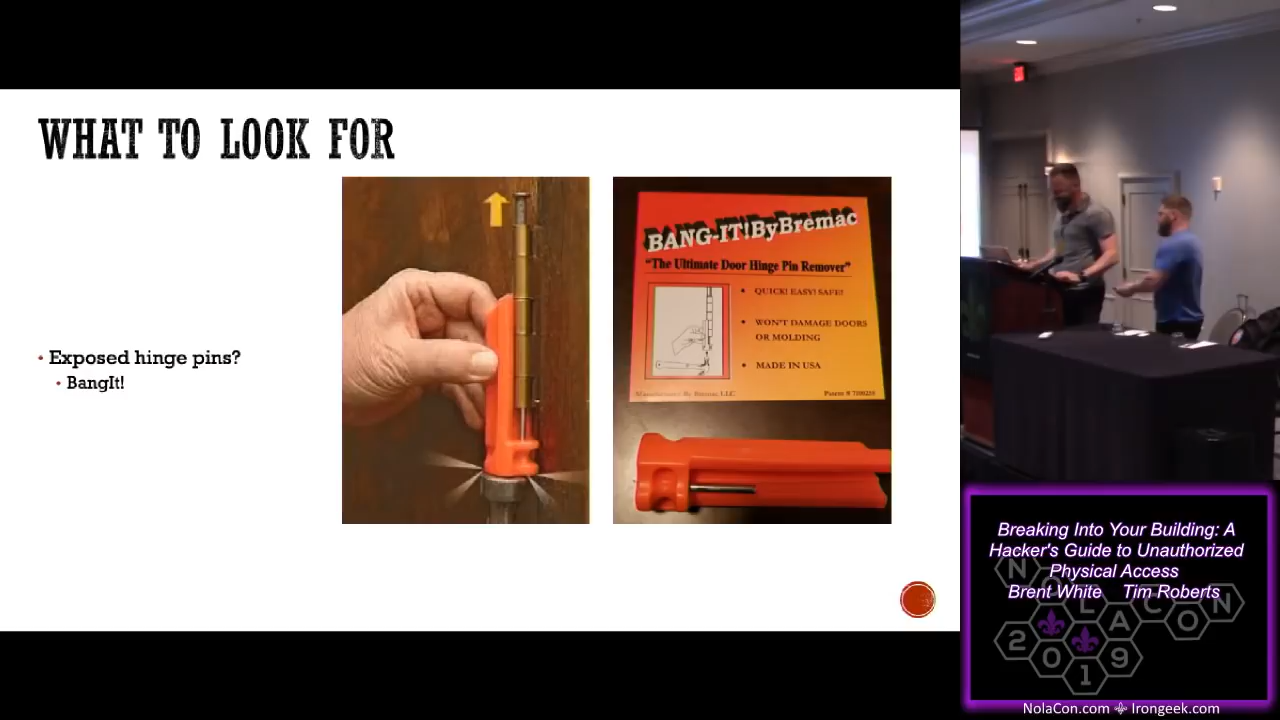 WHAT TO LOOK FOR
• Exposed hinge pins?
• BangIt!
BANG-IT!ByBremac
"The Ultimate Door Hinge Pin Remover"
• QUICK! EASY! SAFE!
• WON'T DAMAGE DOORS
OR MOLDING
• MADE IN USA
Breaking Into Your Building: A
Hacker's Guide to Unauthorized
Physical Access
Brent White Tim Roberts
NOLACON
2019
NolaCon.com Irongeek.com